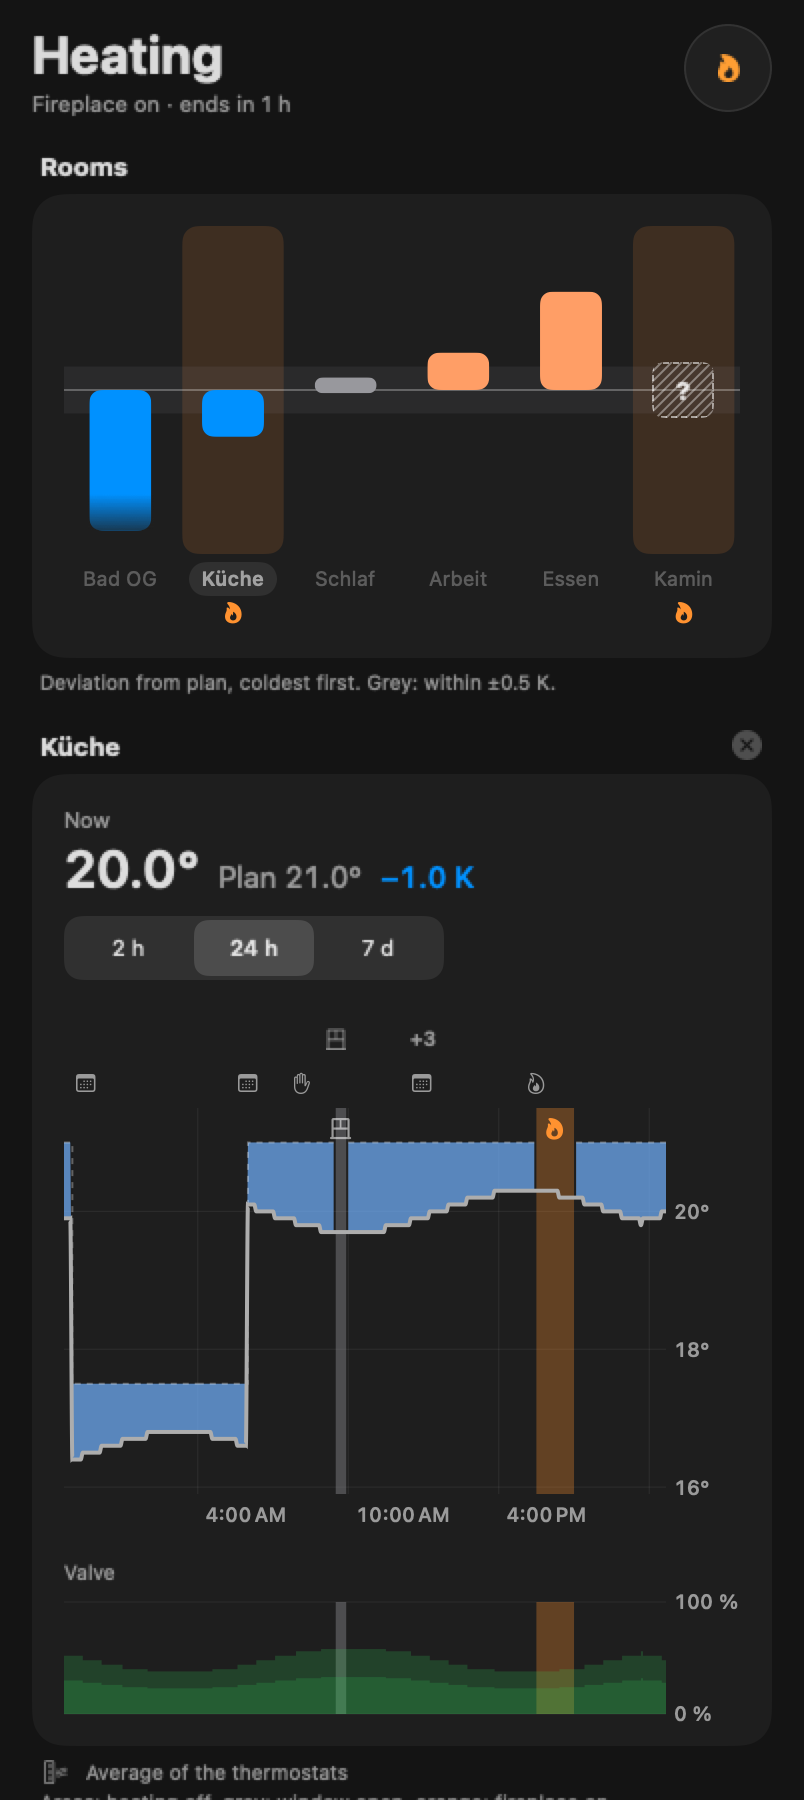 Heating
Fireplace on · ends in 1 h
Rooms
?
Bad OG Küche Schlaf Arbeit Essen Kamin
Deviation from plan, coldest first. Grey: within ±0.5 K.
Küche
Now
20.0° Plan 21.0° −1.0 K
2 h 24 h 7 d
+3
20°
18°
16°
4:00 AM 10:00 AM 4:00 PM
Valve
100 %
0 %
Average of the thermostats